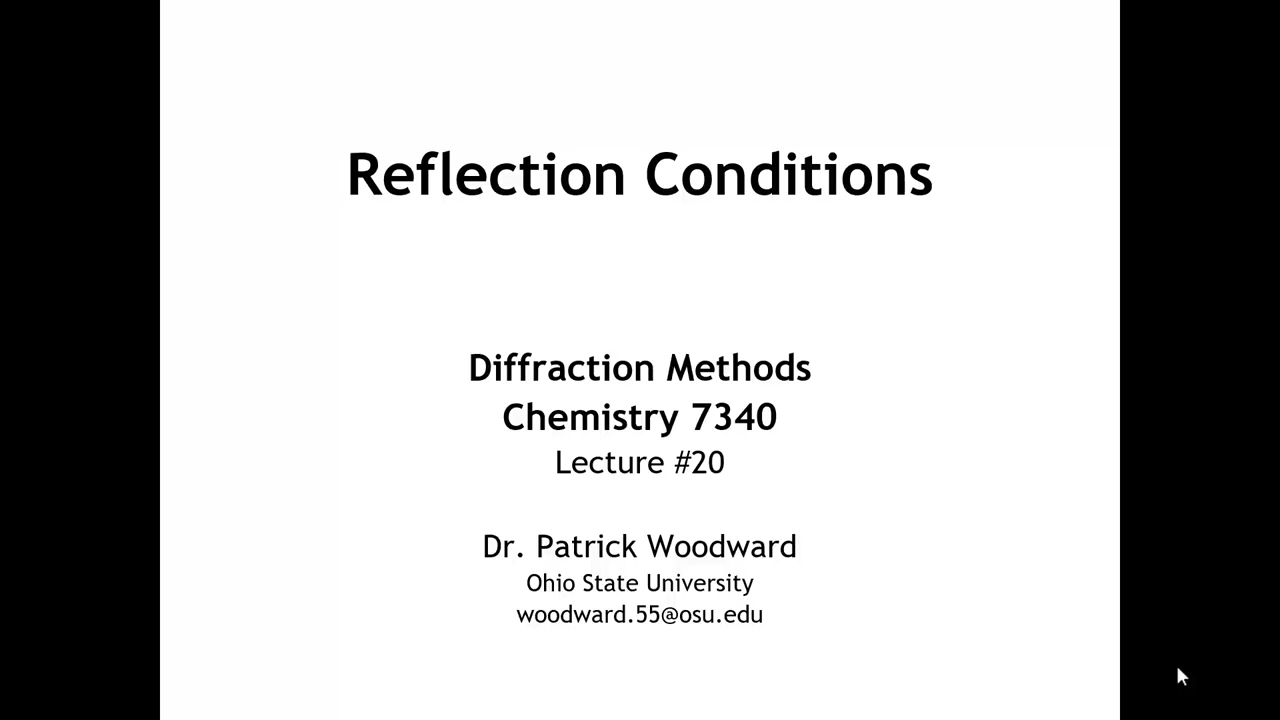 Reflection Conditions
Diffraction Methods
Chemistry 7340
Lecture #20
Dr. Patrick Woodward
Ohio State University
woodward.55@osu.edu